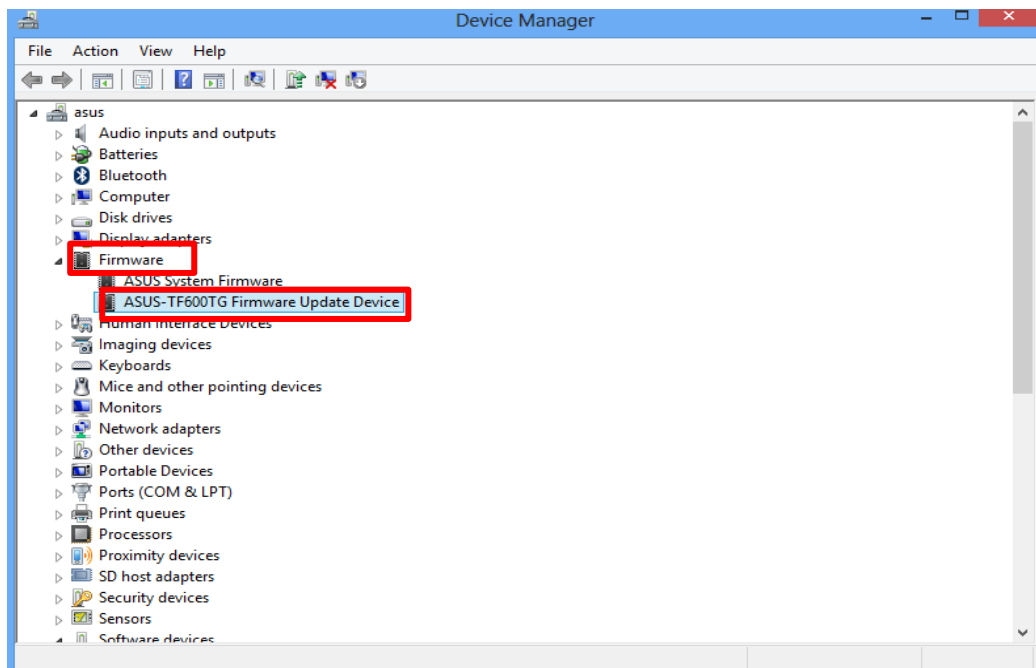 Device Manager
File Action View Help
asus
Audio inputs and outputs
Batteries
Bluetooth
Computer
Disk drives
Display adapters
Firmware
ASUS System Firmware
ASUS-TF600TG Firmware Update Device
Human Interface Devices
Imaging devices
Keyboards
Mice and other pointing devices
Monitors
Network adapters
Other devices
Portable Devices
Ports (COM & LPT)
Print queues
Processors
Proximity devices
SD host adapters
Security devices
Sensors
Software devices